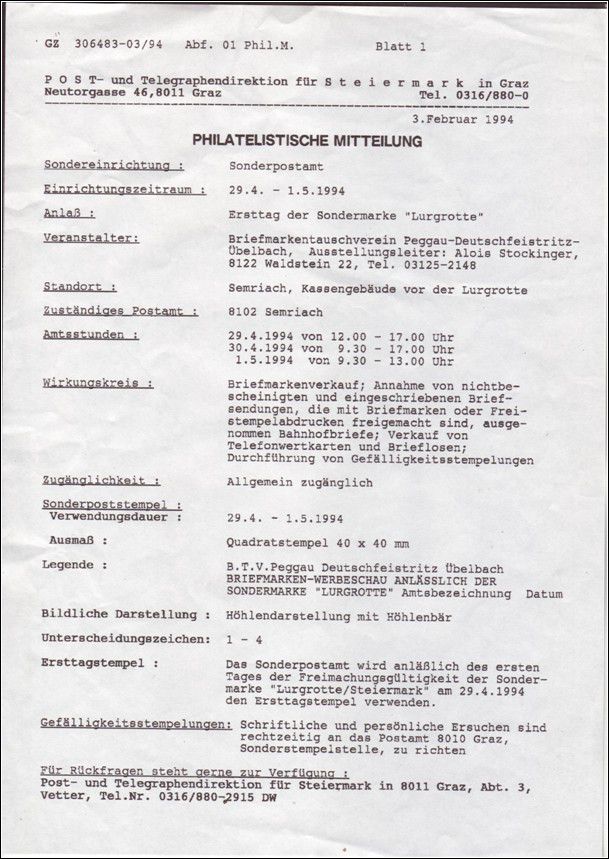 GZ 306483-03/94 Abf. 01 Phil.M. Blatt 1
P O S T- und Telegraphendirektion für S t e i e r m a r k in Graz
Neutorgasse 46,8011 Graz Tel. 0316/880-0
3.Februar 1994
PHILATELISTISCHE MITTEILUNG
Sondereinrichtung : Sonderpostamt
Einrichtungszeitraum : 29.4. - 1.5.1994
Anlaß : Ersttag der Sondermarke "Lurgrotte"
Veranstalter: Briefmarkentauschverein Peggau-Deutschfeistritz-
Übelbach, Ausstellungsleiter: Alois Stockinger,
8122 Waldstein 22, Tel. 03125-2148
Standort : Semriach, Kassengebäude vor der Lurgrotte
Zuständiges Postamt : 8102 Semriach
Amtsstunden : 29.4.1994 von 12.00 - 17.00 Uhr
30.4.1994 von 9.30 - 17.00 Uhr
1.5.1994 von 9.30 - 13.00 Uhr
Wirkungskreis : Briefmarkenverkauf; Annahme von nichtbe-
scheinigten und eingeschriebenen Brief-
sendungen, die mit Briefmarken oder Frei-
stempelabdrucken freigemacht sind, ausge-
nommen Bahnhofbriefe; Verkauf von
Telefonwertkarten und Brieflosen;
Durchführung von Gefälligkeitsstempelungen
Zugänglichkeit : Allgemein zugänglich
Sonderpoststempel :
Verwendungsdauer : 29.4. - 1.5.1994
Ausmaß : Quadratstempel 40 x 40 mm
Legende : B.T.V.Peggau Deutschfeistritz Übelbach
BRIEFMARKEN-WERBESCHAU ANLÄSSLICH DER
SONDERMARKE "LURGROTTE" Amtsbezeichnung Datum
Bildliche Darstellung : Höhlendarstellung mit Höhlenbär
Unterscheidungszeichen: 1 - 4
Ersttagstempel : Das Sonderpostamt wird anläßlich des ersten
Tages der Freimachungsgültigkeit der Sonder-
marke "Lurgrotte/Steiermark" am 29.4.1994
den Ersttagstempel verwenden.
Gefälligkeitsstempelungen: Schriftliche und persönliche Ersuchen sind
rechtzeitig an das Postamt 8010 Graz,
Sonderstempelstelle, zu richten
Für Rückfragen steht gerne zur Verfügung :
Post- und Telegraphendirektion für Steiermark in 8011 Graz, Abt. 3,
Vetter, Tel.Nr. 0316/880-2915 DW